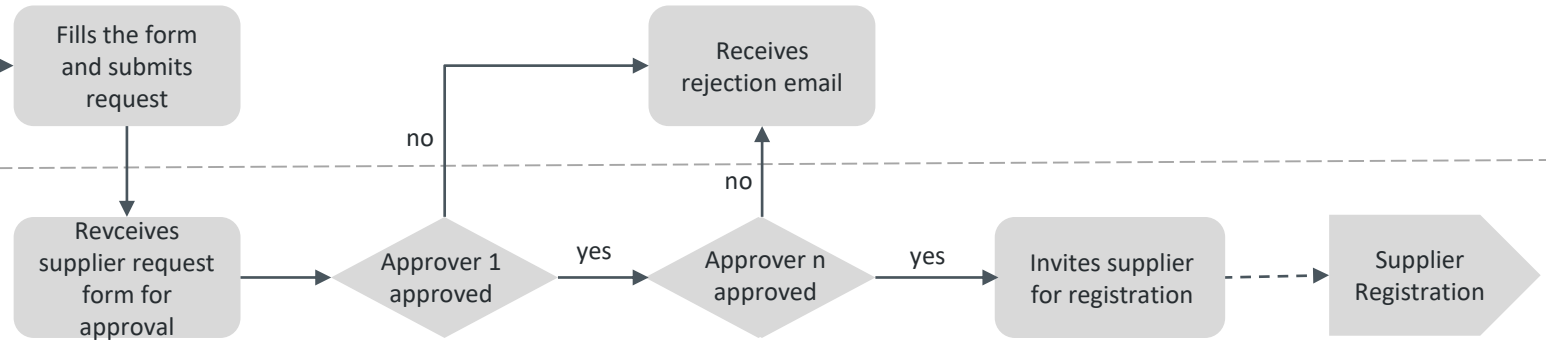 Fills the form
and submits
request
Receives
rejection email
no
no
Revceives
supplier request
form for
approval
Approver 1
approved
yes
Approver n
approved
yes
Invites supplier
for registration
Supplier
Registration